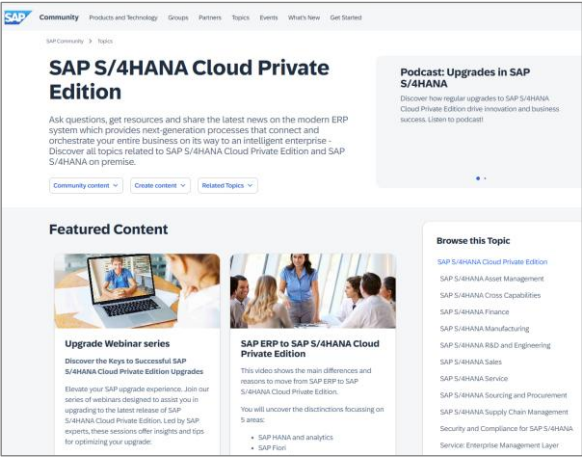 SAP Community Products and Technology Groups Partners Topics Events What's New Get Started
SAP Community > Topics
SAP S/4HANA Cloud Private
Edition
Ask questions, get resources and share the latest news on the modern ERP
system which provides next-generation processes that connect and
orchestrate your entire business on its way to an intelligent enterprise -
Discover all topics related to SAP S/4HANA Cloud Private Edition and SAP
S/4HANA on premise.
Community content
Create content
Related Topics
Podcast: Upgrades in SAP
S/4HANA
Discover how regular upgrades to SAP S/4HANA
Cloud Private Edition drive innovation and business
success. Listen to podcast!
Featured Content
Upgrade Webinar series
Discover the Keys to Successful SAP
S/4HANA Cloud Private Edition Upgrades
Elevate your SAP upgrade experience. Join our
series of webinars designed to assist you in
upgrading to the latest release of SAP
S/4HANA Cloud Private Edition. Led by SAP
experts, these sessions offer insights and tips
for optimizing your upgrade.
SAP ERP to SAP S/4HANA Cloud
Private Edition
This video shows the main differences and
reasons to move from SAP ERP to SAP
S/4HANA Cloud Private Edition.
You will uncover the disctinctions focussing on
5 areas:
• SAP HANA and analytics
• SAP Fiori
Browse this Topic
SAP S/4HANA Cloud Private Edition
SAP S/4HANA Asset Management
SAP S/4HANA Cross Capabilities
SAP S/4HANA Finance
SAP S/4HANA Manufacturing
SAP S/4HANA R&D and Engineering
SAP S/4HANA Sales
SAP S/4HANA Service
SAP S/4HANA Sourcing and Procurement
SAP S/4HANA Supply Chain Management
Security and Compliance for SAP S/4HANA
Service: Enterprise Management Layer